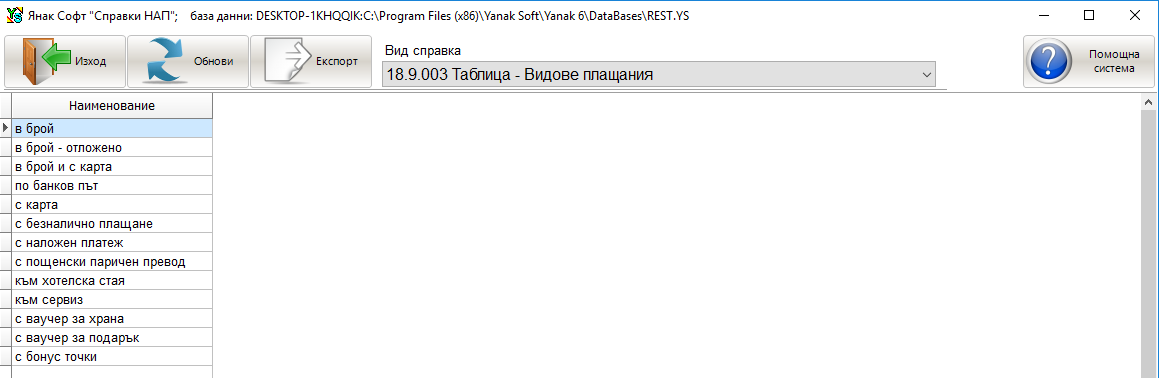 Янак Софт "Справки НАП"; база данни: DESKTOP-1KHQQIK:C:\Program Files (x86)\Yanak Soft\Yanak 6\DataBases\REST.YS
Изход
Обнови
Експорт
Вид справка
18.9.003 Таблица - Видове плащания
Помощна
система
Наименование
в брой
в брой - отложено
в брой и с карта
по банков път
с карта
с безналично плащане
с наложен платеж
с пощенски паричен превод
към хотелска стая
към сервиз
с ваучер за храна
с ваучер за подарък
с бонус точки